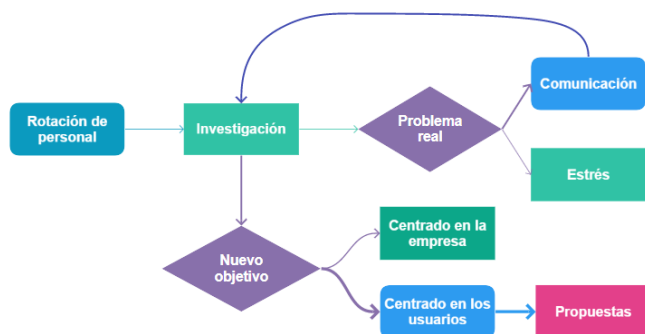 Comunicación
Rotación de
personal
Investigación
Problema
real
Estrés
Centrado en la
empresa
Nuevo
objetivo
Centrado en los
usuarios
Propuestas